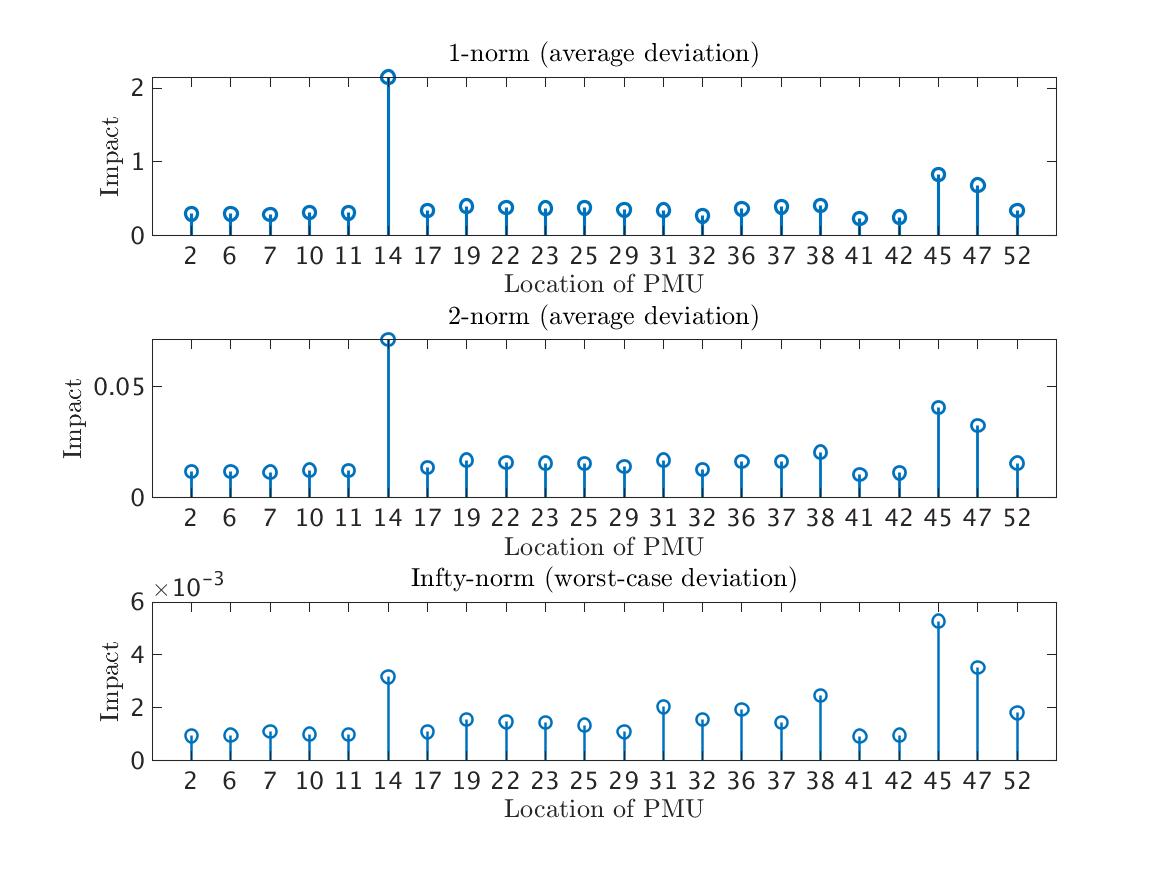 1-norm (average deviation)
2
1
0
Impact
2 6 7 10 11 14 17 19 22 23 25 29 31 32 36 37 38 41 42 45 47 52
Location of PMU
2-norm (average deviation)
0.05
0
Impact
2 6 7 10 11 14 17 19 22 23 25 29 31 32 36 37 38 41 42 45 47 52
Location of PMU
Infty-norm (worst-case deviation)
×10⁻³
6
4
2
0
Impact
2 6 7 10 11 14 17 19 22 23 25 29 31 32 36 37 38 41 42 45 47 52
Location of PMU